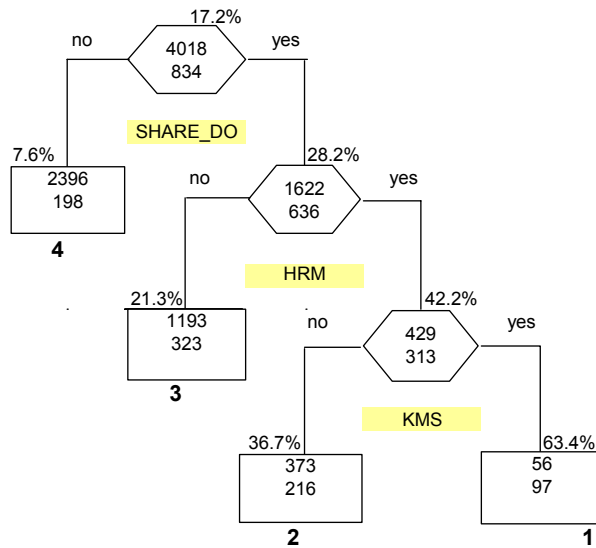 17.2%
no
4018
yes
834
SHARE_DO
7.6%
28.2%
2396
198
no
1622
yes
636
4
HRM
21.3%
42.2%
1193
323
no
429
yes
313
3
KMS
36.7%
63.4%
373
216
56
97
2
1